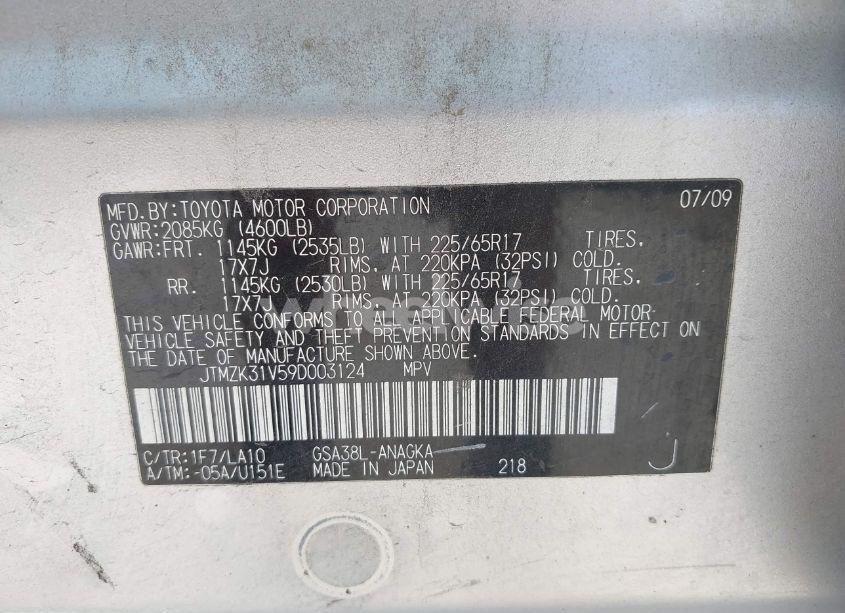 MFD. BY: TOYOTA MOTOR CORPORATION 07/09
GVWR: 2085KG (4600LB)
GAWR: FRT. 1145KG (2535LB) WITH 225/65R17 TIRES,
17X7J RIMS, AT 220KPA (32PSI) COLD.
RR. 1145KG (2530LB) WITH 225/65R17 TIRES,
17X7J RIMS, AT 220KPA (32PSI) COLD.
THIS VEHICLE CONFORMS TO ALL APPLICABLE FEDERAL MOTOR
VEHICLE SAFETY AND THEFT PREVENTION STANDARDS IN EFFECT ON
THE DATE OF MANUFACTURE SHOWN ABOVE.
JTMZK31V59D003124 MPV
C/TR: 1F7/LA10 GSA38L-ANAGKA
A/TM: -05A/U151E MADE IN JAPAN 218 J